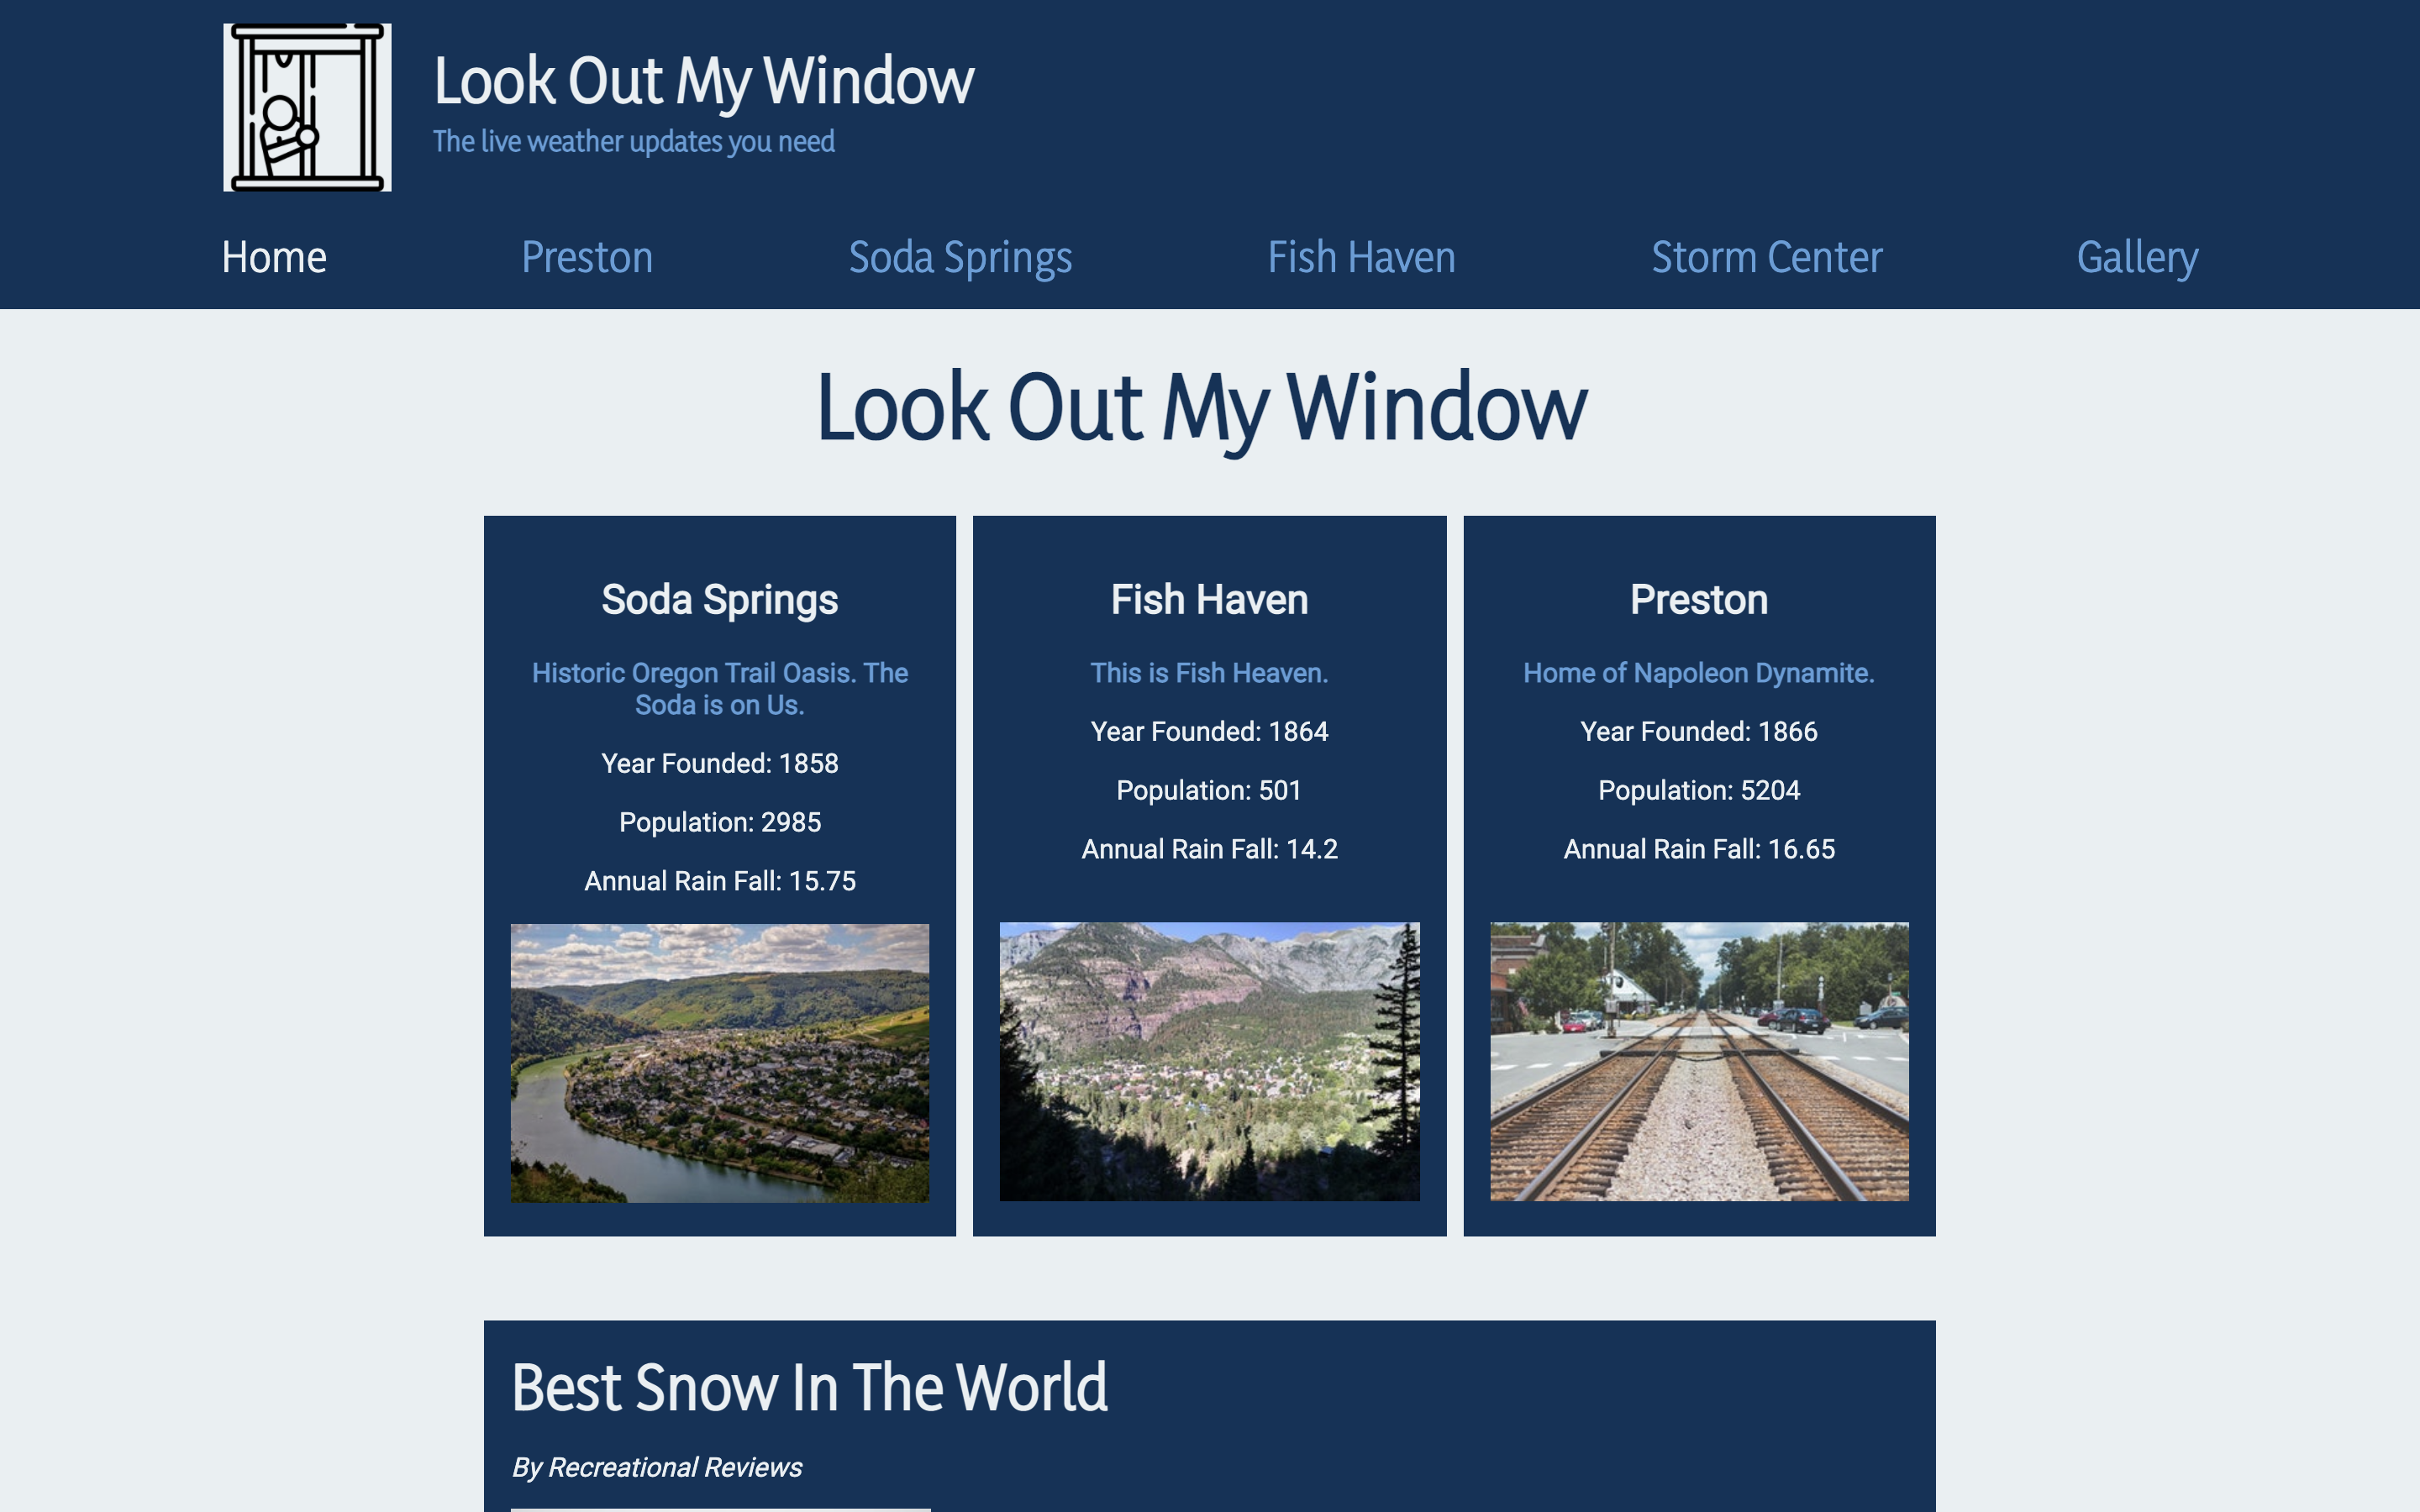 Look Out My Window
The live weather updates you need
Home
Preston
Soda Springs
Fish Haven
Storm Center
Gallery
Look Out My Window
Soda Springs
Historic Oregon Trail Oasis. The
Soda is on Us.
Year Founded: 1858
Population: 2985
Annual Rain Fall: 15.75
Fish Haven
This is Fish Heaven.
Year Founded: 1864
Population: 501
Annual Rain Fall: 14.2
Preston
Home of Napoleon Dynamite.
Year Founded: 1866
Population: 5204
Annual Rain Fall: 16.65
Best Snow In The World
By Recreational Reviews